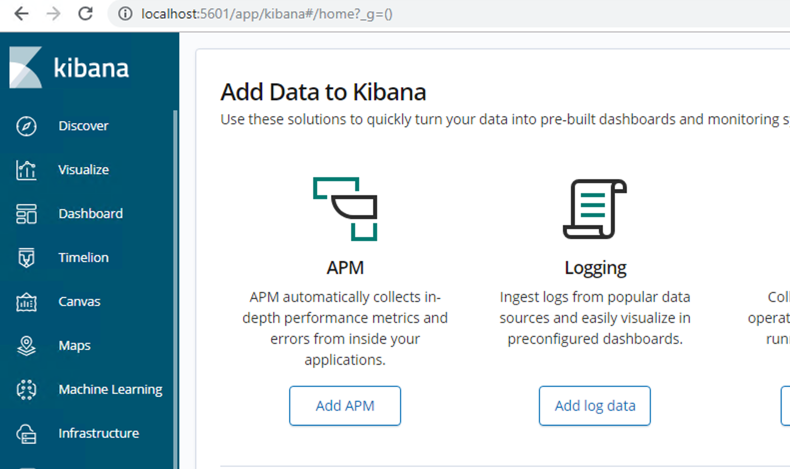 localhost:5601/app/kibana#/home?_g=()
kibana
Discover
Visualize
Dashboard
Timelion
Canvas
Maps
Machine Learning
Infrastructure
Add Data to Kibana
Use these solutions to quickly turn your data into pre-built dashboards and monitoring s
APM
APM automatically collects in-
depth performance metrics and
errors from inside your
applications.
Add APM
Logging
Ingest logs from popular data
sources and easily visualize in
preconfigured dashboards.
Add log data
Col
operat
runn